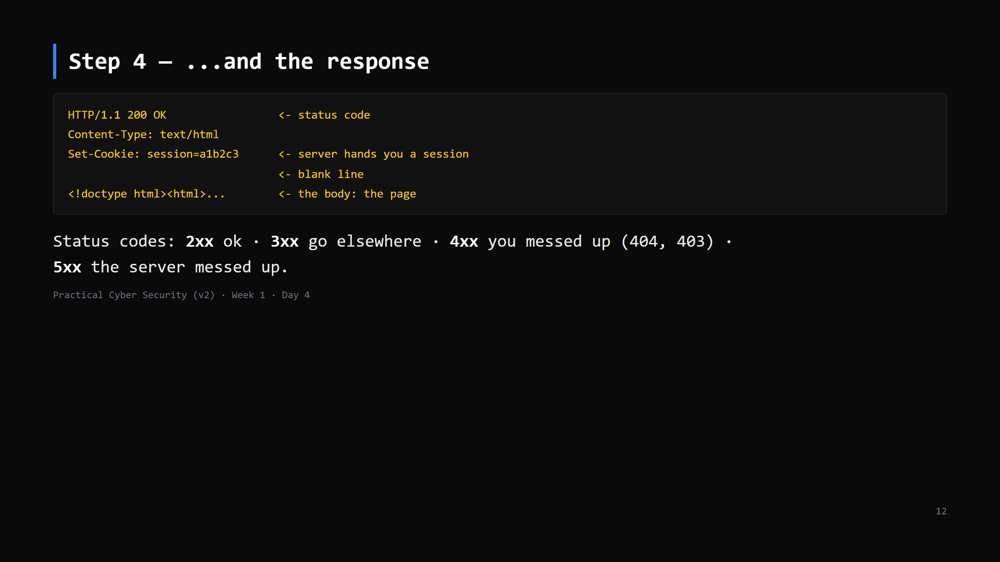 Step 4 — ...and the response
HTTP/1.1 200 OK                 <- status code
Content-Type: text/html
Set-Cookie: session=a1b2c3      <- server hands you a session
                                <- blank line
<!doctype html><html>...        <- the body: the page
Status codes: 2xx ok · 3xx go elsewhere · 4xx you messed up (404, 403) ·
5xx the server messed up.
Practical Cyber Security (v2) · Week 1 · Day 4
12